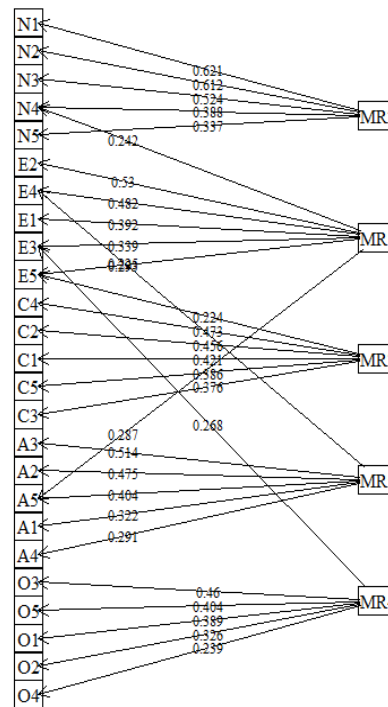 N1
N2
0.621
N3
0.612
0.524
N4
0.388
MR
0.337
N5
0.242
E2
0.53
E4
0.482
E1
0.392
MR
E3
0.339
E5
C4
0.224
C2
0.473
0.456
C1
0.421
MR
0.386
C5
0.376
C3
0.268
0.287
A3
0.514
A2
0.475
MR
A5
0.404
A1
0.322
0.291
A4
O3
0.46
O5
0.404
MR
0.389
O1
0.326
0.239
O2
O4